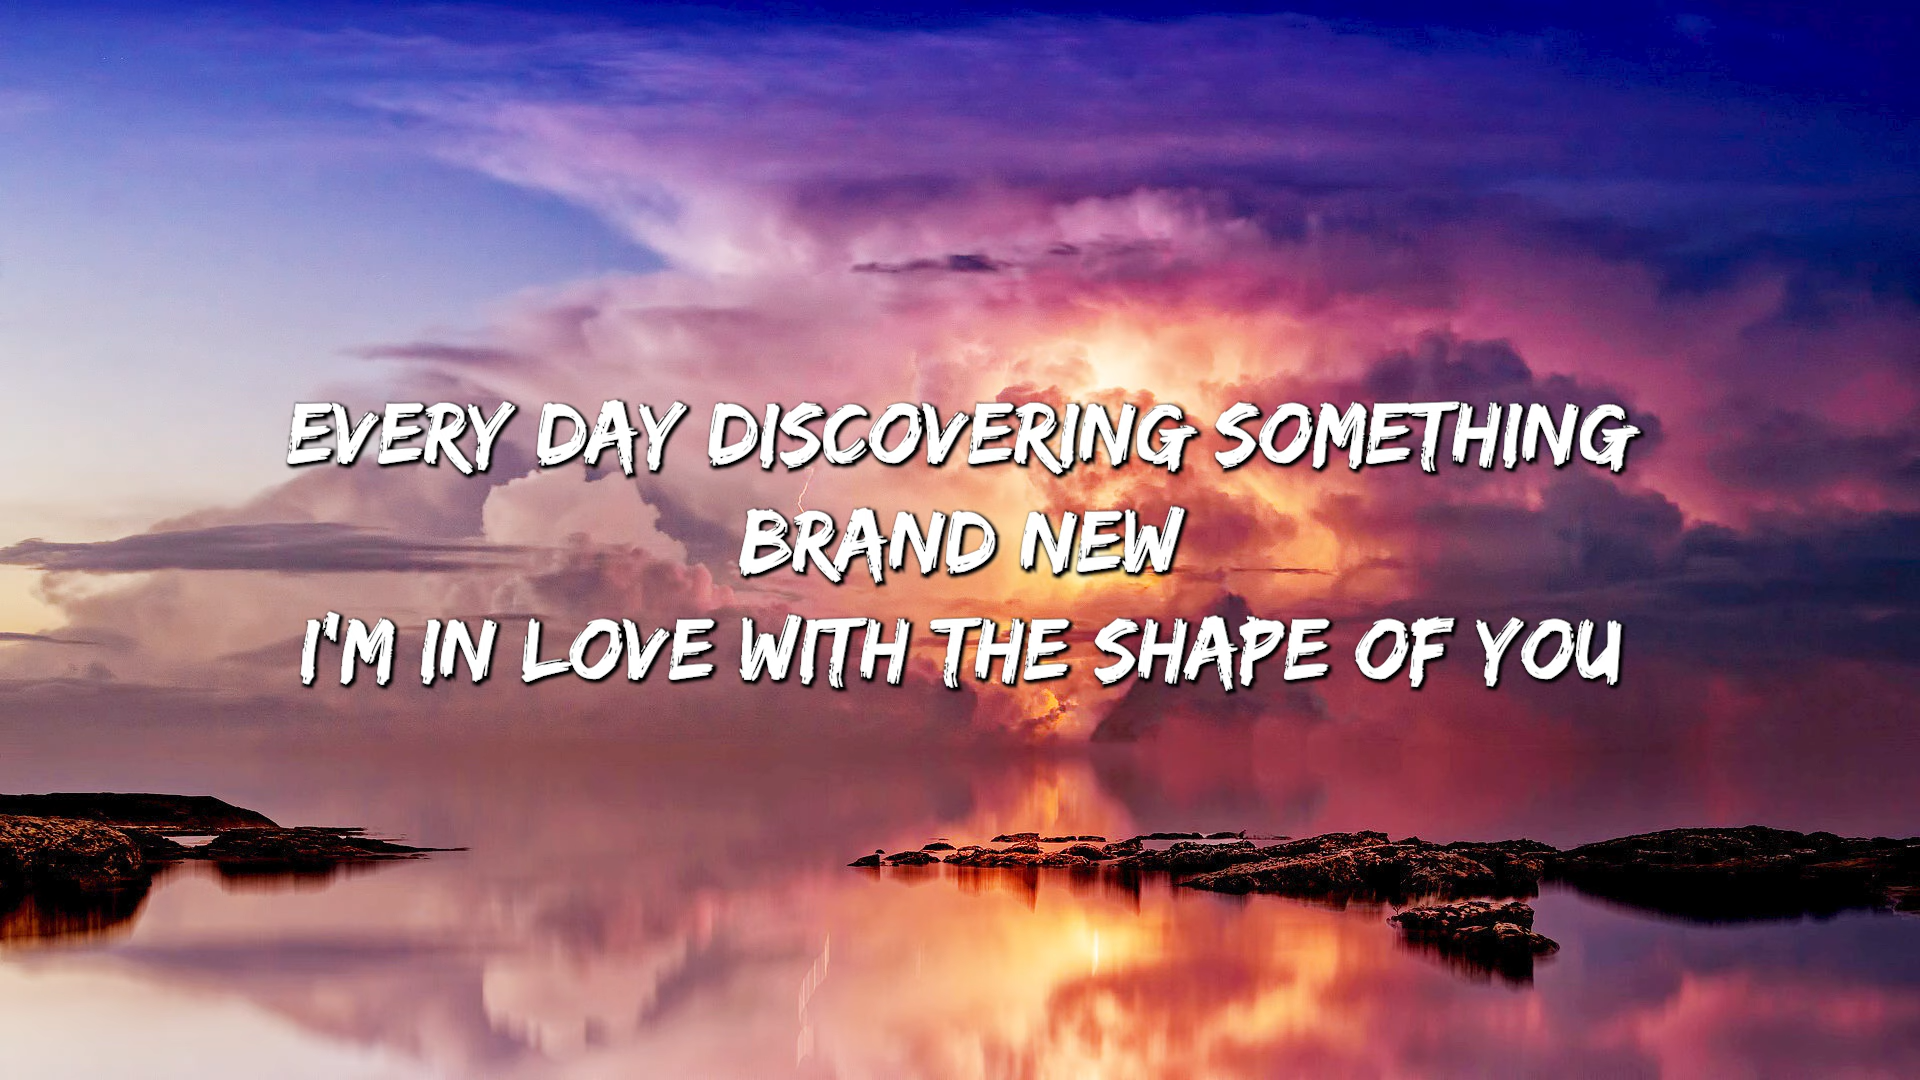 EVERY DAY DISCOVERING SOMETHING
BRAND NEW
I'M IN LOVE WITH THE SHAPE OF YOU